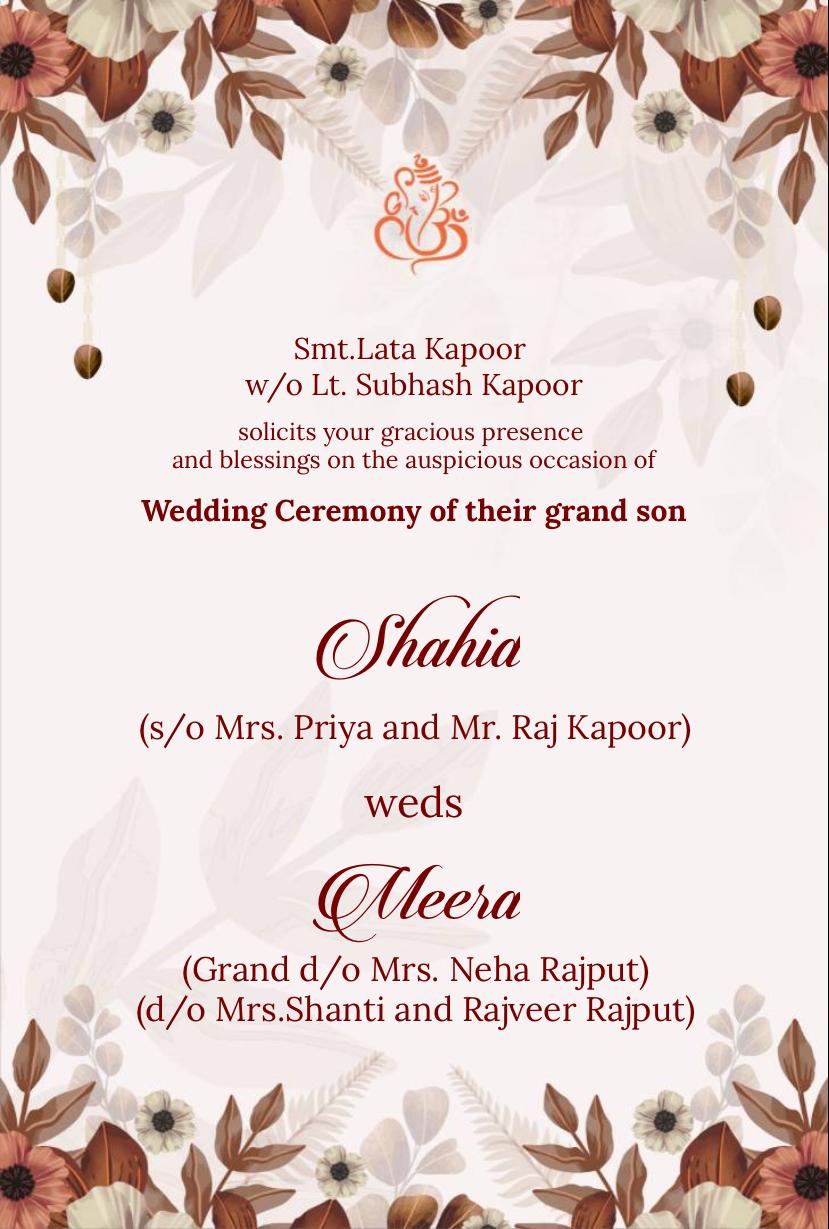 Smt.Lata Kapoor
w/o Lt. Subhash Kapoor
solicits your gracious presence
and blessings on the auspicious occasion of
Wedding Ceremony of their grand son
Shahid
(s/o Mrs. Priya and Mr. Raj Kapoor)
weds
Meera
(Grand d/o Mrs. Neha Rajput)
(d/o Mrs.Shanti and Rajveer Rajput)